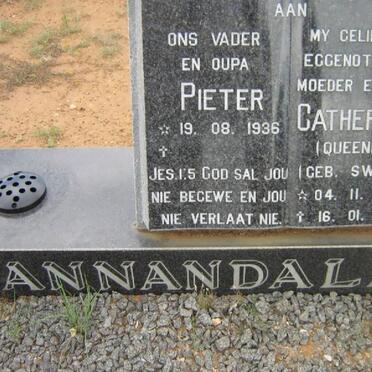 AAN
ONS VADER
EN OUPA
PIETER
☆ 19. 08. 1936
✝
JES. 1:5 GOD SAL JOU
NIE BEGEWE EN JOU
NIE VERLAAT NIE.
MY GELI
EGGENOT
MOEDER E
CATHER
(QUEEN
(GEB. SW
☆ 04. 11.
✝ 16. 01.
ANNANDAL